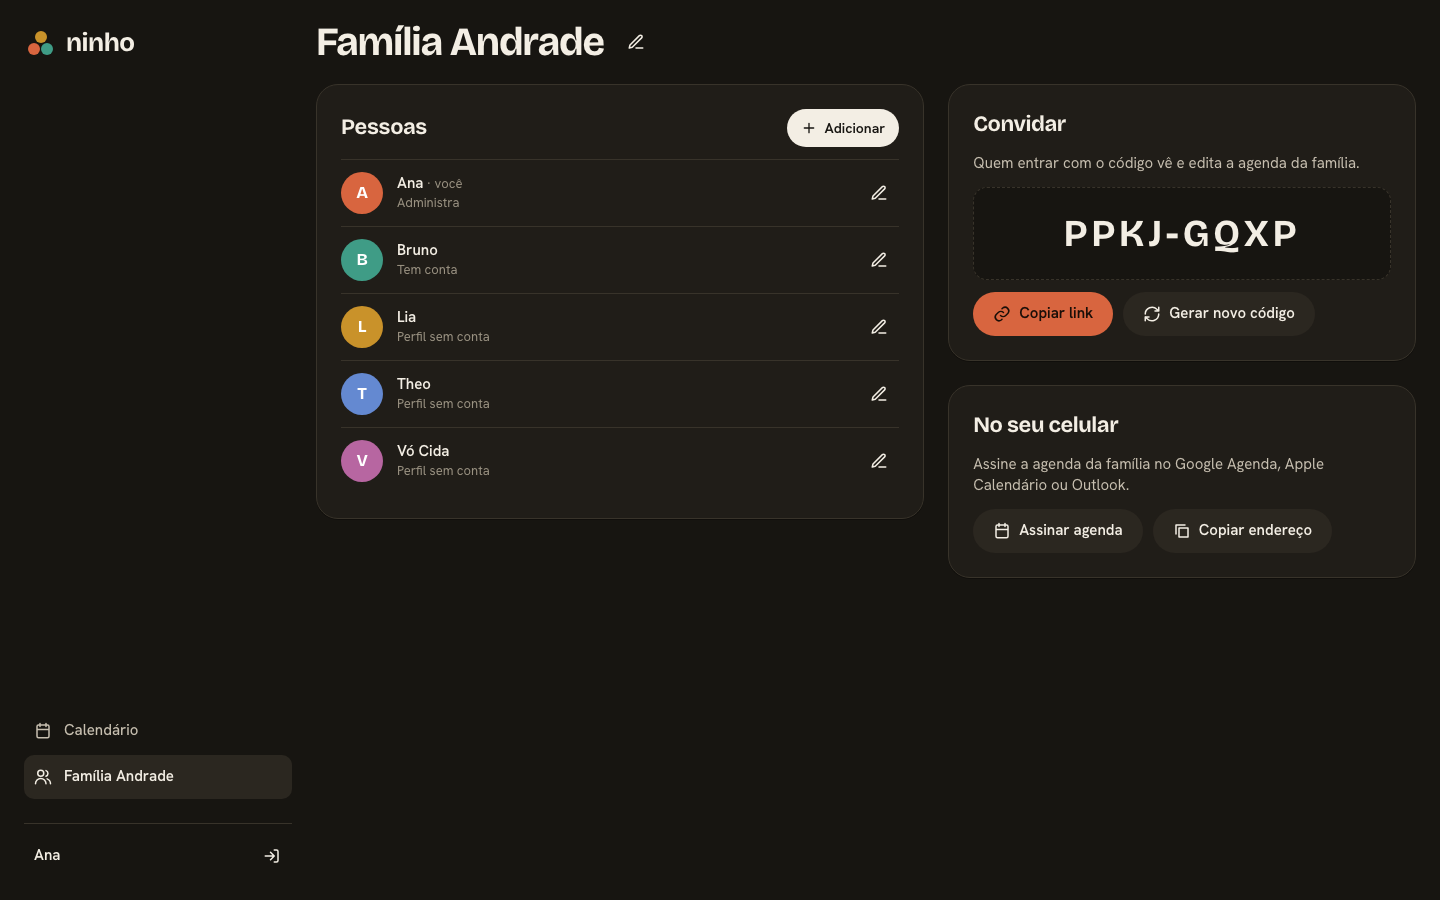 ninho
Família Andrade
Pessoas
Adicionar
A
Ana · você
Administra
B
Bruno
Tem conta
L
Lia
Perfil sem conta
T
Theo
Perfil sem conta
V
Vó Cida
Perfil sem conta
Convidar
Quem entrar com o código vê e edita a agenda da família.
PPKJ-GQXP
Copiar link
Gerar novo código
No seu celular
Assine a agenda da família no Google Agenda, Apple
Calendário ou Outlook.
Assinar agenda
Copiar endereço
Calendário
Família Andrade
Ana